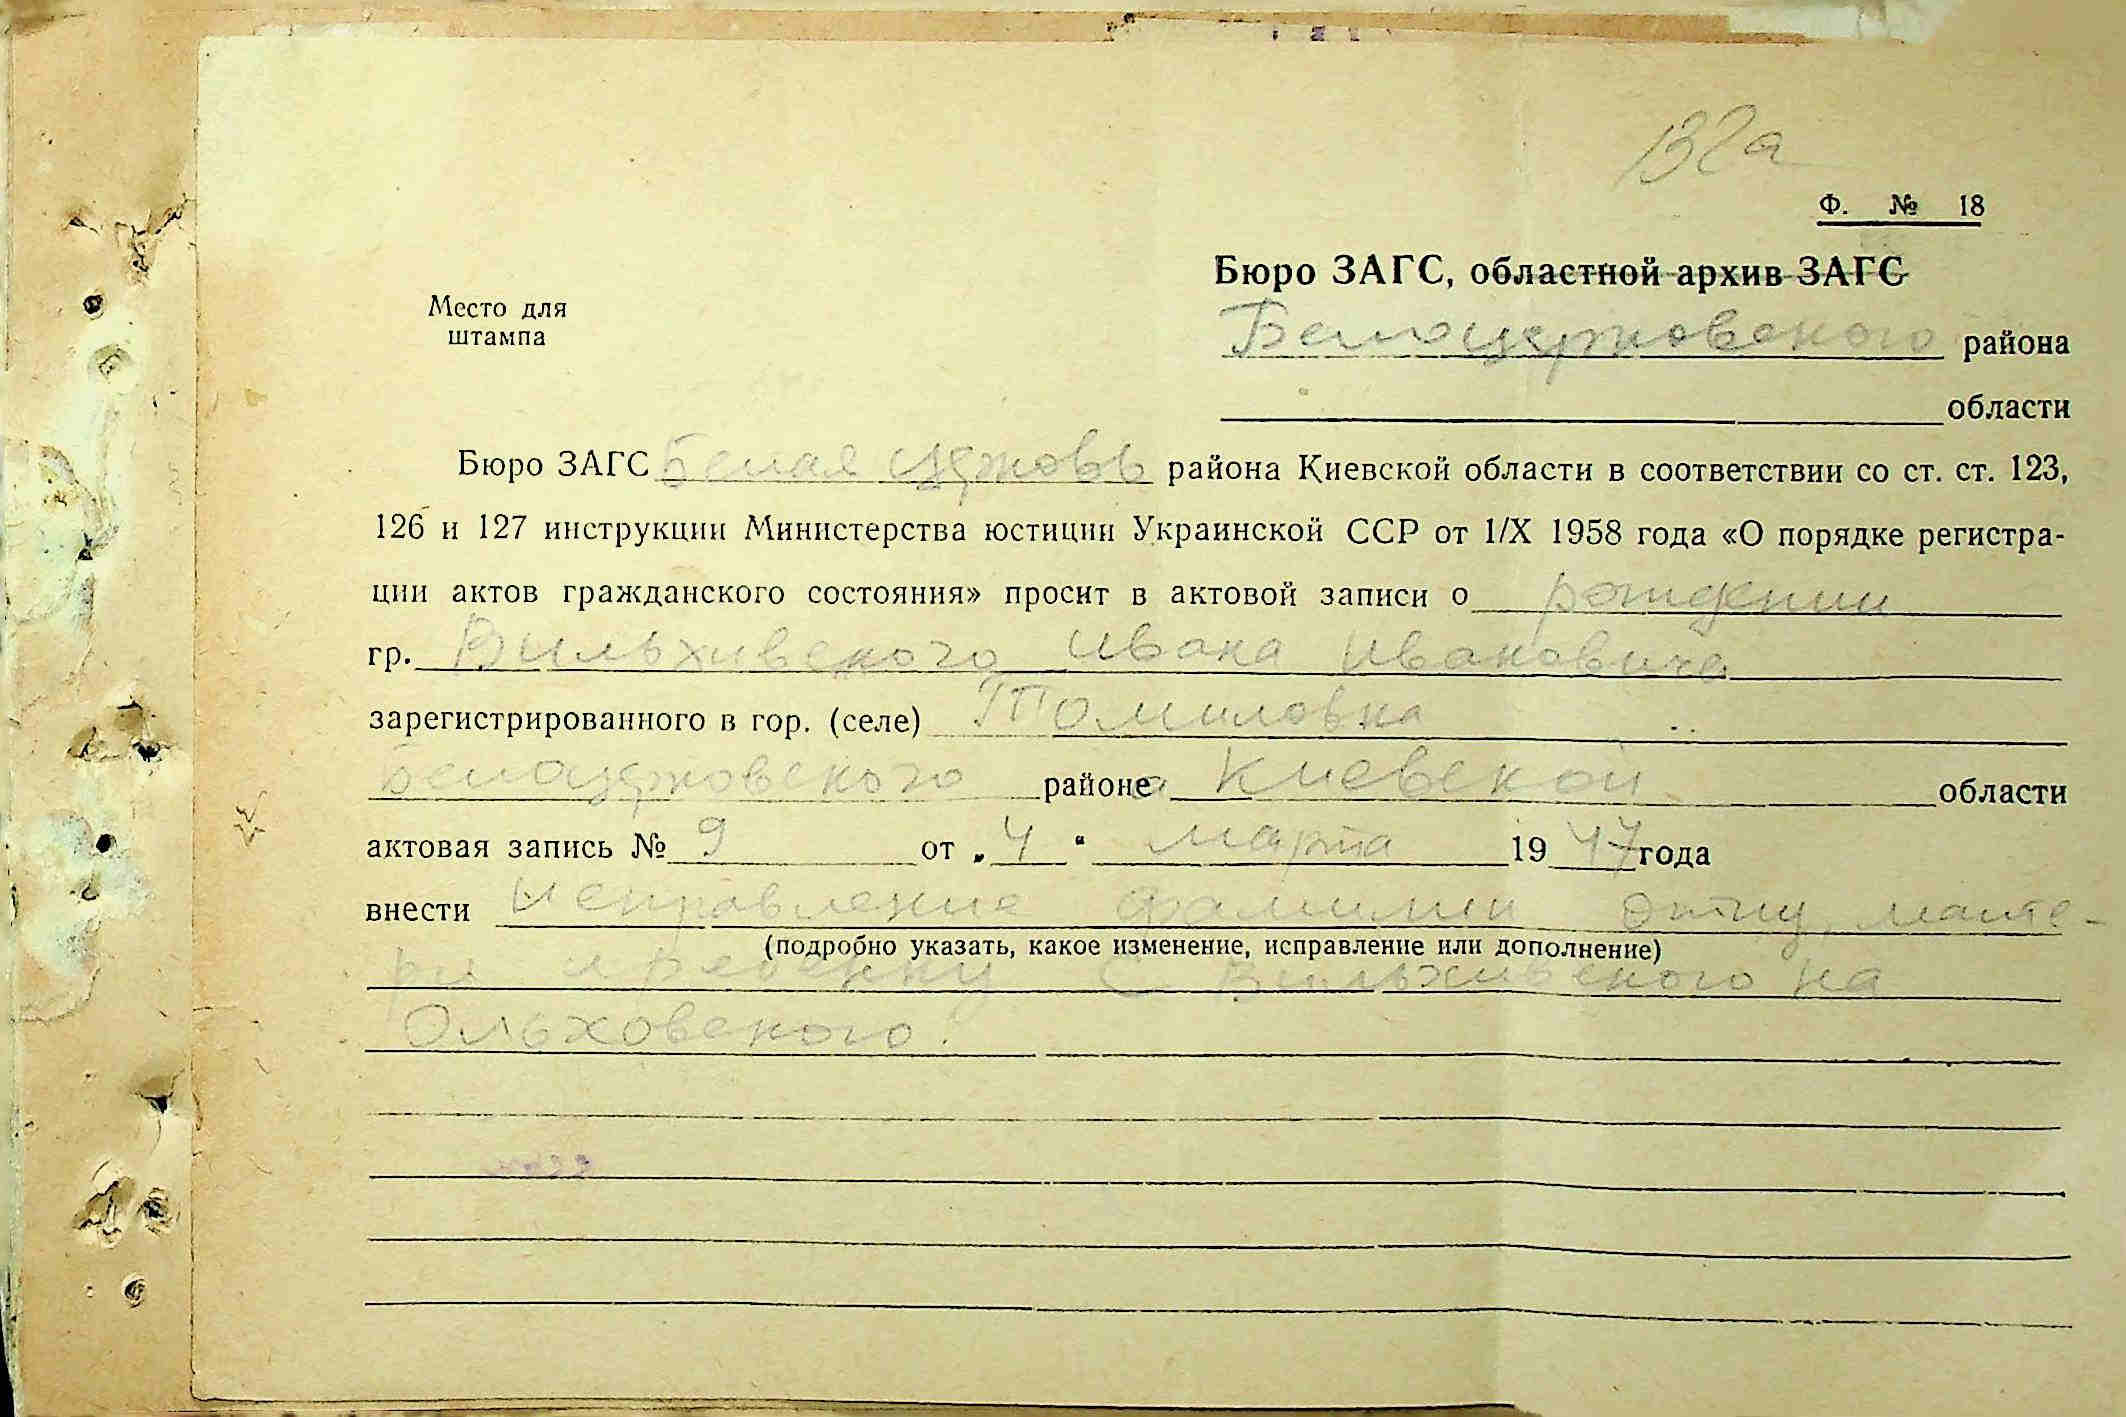 132а
Ф. № 18
Бюро ЗАГС, областной архив ЗАГС
Место для
штампа
Белоцерковского района
области
Бюро ЗАГС Белая церковь района Киевской области в соответствии со ст. ст. 123,
126 и 127 инструкции Министерства юстиции Украинской ССР от 1/X 1958 года «О порядке регистра-
ции актов гражданского состояния» просит в актовой записи о рождении
гр. Вильхивского Ивана Ивановича
зарегистрированного в гор. (селе) Томиловка
Белоцерковского района Киевской области
актовая запись № 9 от „4“ марта 1947 года
внести исправление фамилии отцу, мате-
(подробно указать, какое изменение, исправление или дополнение)
ри и ребенку с Вильхивского на
Ольховского.